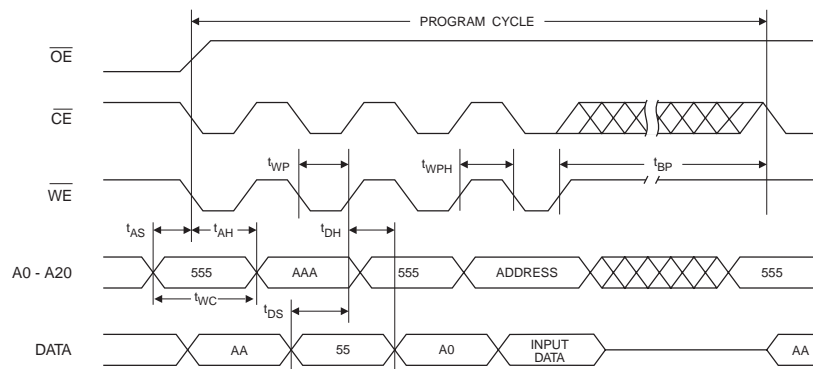 PROGRAM CYCLE
OE
CE
tWP
tWPH
tBP
WE
tAS
tAH
tDH
A0 - A20
555
AAA
555
ADDRESS
555
tWC
tDS
DATA
AA
55
A0
INPUT
DATA
AA